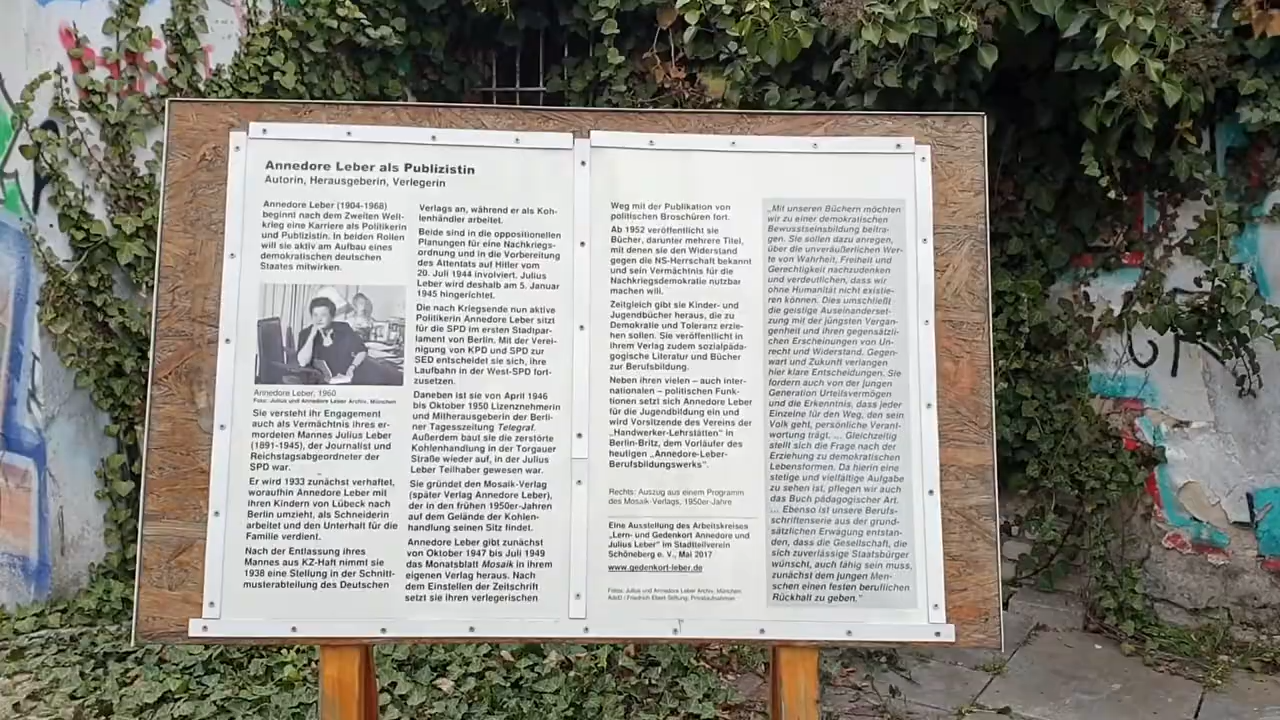 Annedore Leber als Publizistin
Autorin, Herausgeberin, Verlegerin
Annedore Leber (1904-1968)
beginnt nach dem Zweiten Welt-
krieg eine Karriere als Politikerin
und Publizistin. In beiden Rollen
will sie aktiv am Aufbau eines
demokratischen deutschen
Staates mitwirken.
Annedore Leber, 1960
Foto: Julius und Annedore Leber Archiv, München
Sie versteht ihr Engagement
auch als Vermächtnis ihres er-
mordeten Mannes Julius Leber
(1891-1945), der Journalist und
Reichstagsabgeordneter der
SPD war.
Er wird 1933 zunächst verhaftet,
woraufhin Annedore Leber mit
ihren Kindern von Lübeck nach
Berlin umzieht, als Schneiderin
arbeitet und den Unterhalt für die
Familie verdient.
Nach der Entlassung ihres
Mannes aus KZ-Haft nimmt sie
1938 eine Stellung in der Schnitt-
musterabteilung des Deutschen
Verlags an, während er als Koh-
lenhändler arbeitet.
Beide sind in die oppositionellen
Planungen für eine Nachkriegs-
ordnung und in die Vorbereitung
des Attentats auf Hitler vom
20. Juli 1944 involviert. Julius
Leber wird deshalb am 5. Januar
1945 hingerichtet.
Die nach Kriegsende nun aktive
Politikerin Annedore Leber sitzt
für die SPD im ersten Stadtpar-
lament von Berlin. Mit der Verei-
nigung von KPD und SPD zur
SED entscheidet sie sich, ihre
Laufbahn in der West-SPD fort-
zusetzen.
Daneben ist sie von April 1946
bis Oktober 1950 Lizenznehmerin
und Mitherausgeberin der Berli-
ner Tageszeitung Telegraf.
Außerdem baut sie die zerstörte
Kohlenhandlung in der Torgauer
Straße wieder auf, in der Julius
Leber Teilhaber gewesen war.
Sie gründet den Mosaik-Verlag
(später Verlag Annedore Leber),
der in den frühen 1950er-Jahren
auf dem Gelände der Kohlen-
handlung seinen Sitz findet.
Annedore Leber gibt zunächst
von Oktober 1947 bis Juli 1949
das Monatsblatt Mosaik in ihrem
eigenen Verlag heraus. Nach
dem Einstellen der Zeitschrift
setzt sie ihren verlegerischen
Weg mit der Publikation von
politischen Broschüren fort.
Ab 1952 veröffentlicht sie
Bücher, darunter mehrere Titel,
mit denen sie den Widerstand
gegen die NS-Herrschaft bekannt
und sein Vermächtnis für die
Nachkriegsdemokratie nutzbar
machen will.
Zeitgleich gibt sie Kinder- und
Jugendbücher heraus, die zu
Demokratie und Toleranz erzie-
hen sollen. Sie veröffentlicht in
ihrem Verlag zudem sozialpäda-
gogische Literatur und Bücher
zur Berufsbildung.
Neben ihren vielen – auch inter-
nationalen – politischen Funk-
tionen setzt sich Annedore Leber
für die Jugendbildung ein und
wird Vorsitzende des Vereins der
„Handwerker-Lehrstätten“ in
Berlin-Britz, dem Vorläufer des
heutigen „Annedore-Leber-
Berufsbildungswerks“.
Rechts: Auszug aus einem Programm
des Mosaik-Verlags, 1950er-Jahre
Eine Ausstellung des Arbeitskreises
„Lern- und Gedenkort Annedore und
Julius Leber“ im Stadtteilverein
Schöneberg e. V., Mai 2017
www.gedenkort-leber.de
Fotos: Julius und Annedore Leber Archiv, München
AdsD / Friedrich Ebert-Stiftung; Privataufnahmen
„Mit unseren Büchern möchten
wir zu einer demokratischen
Bewusstseinsbildung beitra-
gen. Sie sollen dazu anregen,
über die unveräußerlichen Wer-
te von Wahrheit, Freiheit und
Gerechtigkeit nachzudenken
und verdeutlichen, dass wir
ohne Humanität nicht existie-
ren können. Dies umschließt
die geistige Auseinanderset-
zung mit der jüngsten Vergan-
genheit und ihren gegensätzli-
chen Erscheinungen von Un-
recht und Widerstand. Gegen-
wart und Zukunft verlangen
hier klare Entscheidungen. Sie
fordern auch von der jungen
Generation Urteilsvermögen
und die Erkenntnis, dass jeder
Einzelne für den Weg, den sein
Volk geht, persönliche Verant-
wortung trägt. ... Gleichzeitig
stellt sich die Frage nach der
Erziehung zu demokratischen
Lebensformen. Da hierin eine
stetige und vielfältige Aufgabe
zu sehen ist, pflegen wir auch
das Buch pädagogischer Art.
... Ebenso ist unsere Berufs-
schriftenserie aus der grund-
sätzlichen Erwägung entstan-
den, dass die Gesellschaft, die
sich zuverlässige Staatsbürger
wünscht, auch fähig sein muss,
zunächst dem jungen Men-
schen einen festen beruflichen
Rückhalt zu geben.“